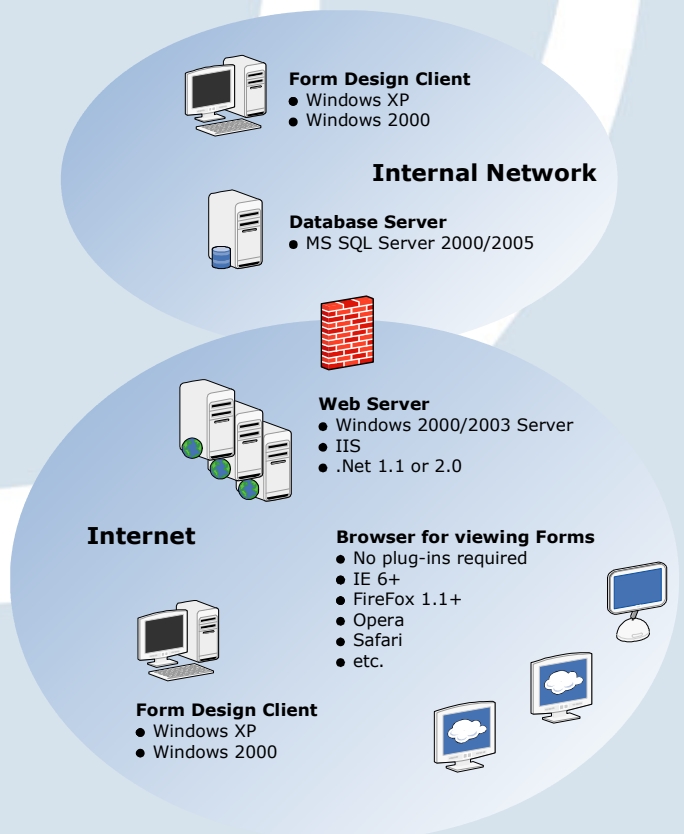 Form Design Client
● Windows XP
● Windows 2000
Internal Network
Database Server
● MS SQL Server 2000/2005
Web Server
● Windows 2000/2003 Server
● IIS
● .Net 1.1 or 2.0
Internet
Browser for viewing Forms
● No plug-ins required
● IE 6+
● FireFox 1.1+
● Opera
● Safari
● etc.
Form Design Client
● Windows XP
● Windows 2000